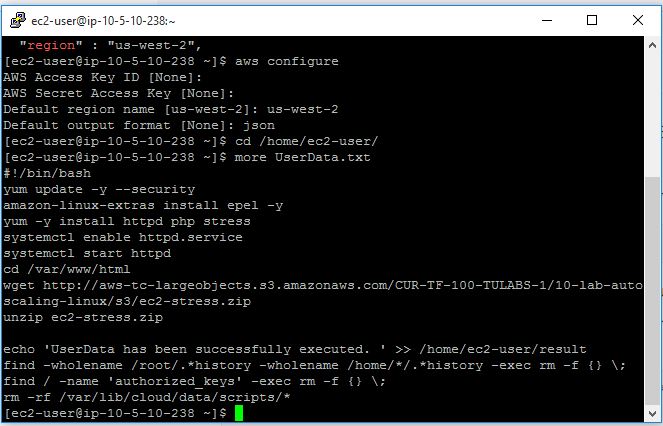 ec2-user@ip-10-5-10-238:~
"region" : "us-west-2",
[ec2-user@ip-10-5-10-238 ~]$ aws configure
AWS Access Key ID [None]:
AWS Secret Access Key [None]:
Default region name [us-west-2]: us-west-2
Default output format [None]: json
[ec2-user@ip-10-5-10-238 ~]$ cd /home/ec2-user/
[ec2-user@ip-10-5-10-238 ~]$ more UserData.txt
#!/bin/bash
yum update -y --security
amazon-linux-extras install epel -y
yum -y install httpd php stress
systemctl enable httpd.service
systemctl start httpd
cd /var/www/html
wget http://aws-tc-largeobjects.s3.amazonaws.com/CUR-TF-100-TULABS-1/10-lab-auto
scaling-linux/s3/ec2-stress.zip
unzip ec2-stress.zip
echo 'UserData has been successfully executed. ' >> /home/ec2-user/result
find -wholename /root/.*history -wholename /home/*/.*history -exec rm -f {} \;
find / -name 'authorized_keys' -exec rm -f {} \;
rm -rf /var/lib/cloud/data/scripts/*
[ec2-user@ip-10-5-10-238 ~]$